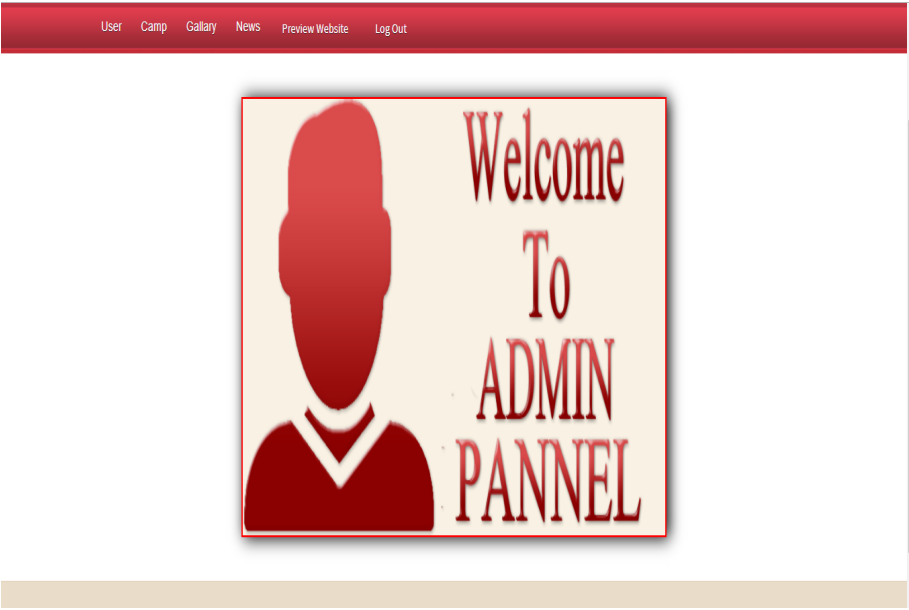 User Camp Gallary News Preview Website Log Out
Welcome
To
ADMIN
PANNEL